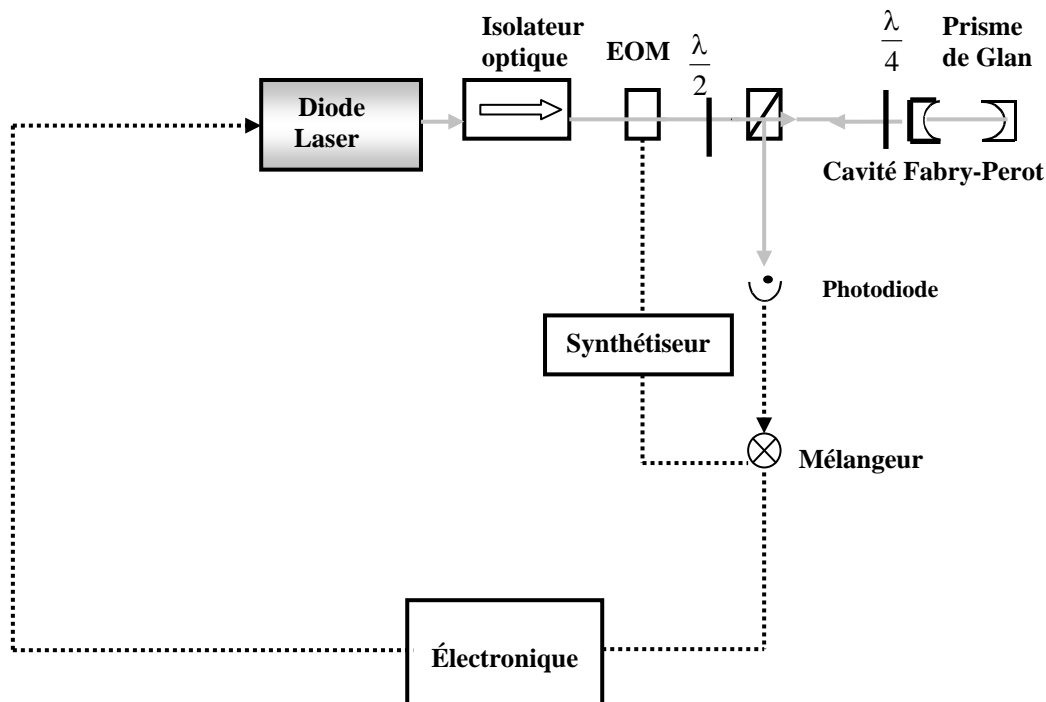 Isolateur
optique
EOM
λ
2
λ
4
Prisme
de Glan
Diode
Laser
Cavité Fabry-Perot
Photodiode
Synthétiseur
Mélangeur
Électronique